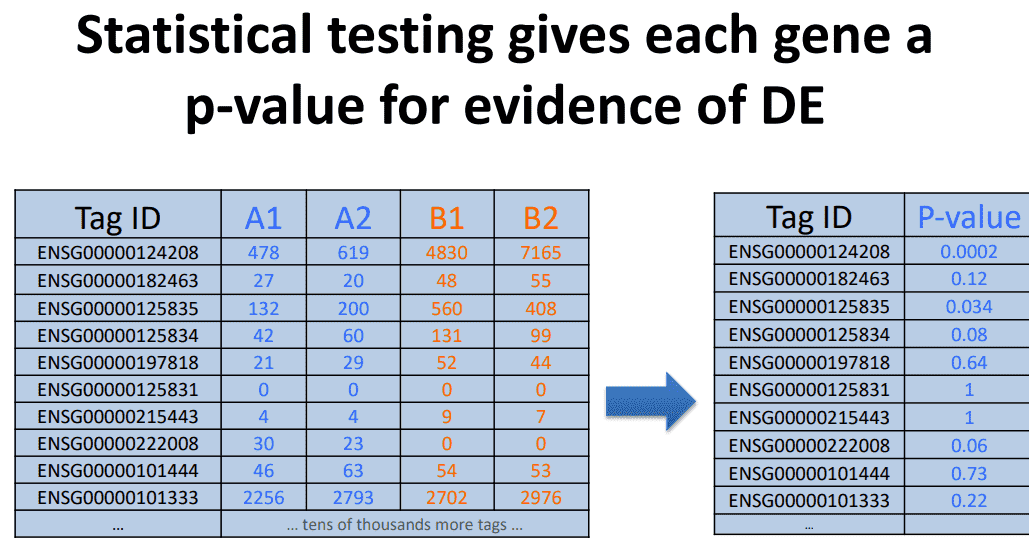 Statistical testing gives each gene a
p-value for evidence of DE
Tag ID A1 A2 B1 B2
ENSG00000124208 478 619 4830 7165
ENSG00000182463 27 20 48 55
ENSG00000125835 132 200 560 408
ENSG00000125834 42 60 131 99
ENSG00000197818 21 29 52 44
ENSG00000125831 0 0 0 0
ENSG00000215443 4 4 9 7
ENSG00000222008 30 23 0 0
ENSG00000101444 46 63 54 53
ENSG00000101333 2256 2793 2702 2976
... ... tens of thousands more tags ...
Tag ID P-value
ENSG00000124208 0.0002
ENSG00000182463 0.12
ENSG00000125835 0.034
ENSG00000125834 0.08
ENSG00000197818 0.64
ENSG00000125831 1
ENSG00000215443 1
ENSG00000222008 0.06
ENSG00000101444 0.73
ENSG00000101333 0.22
...